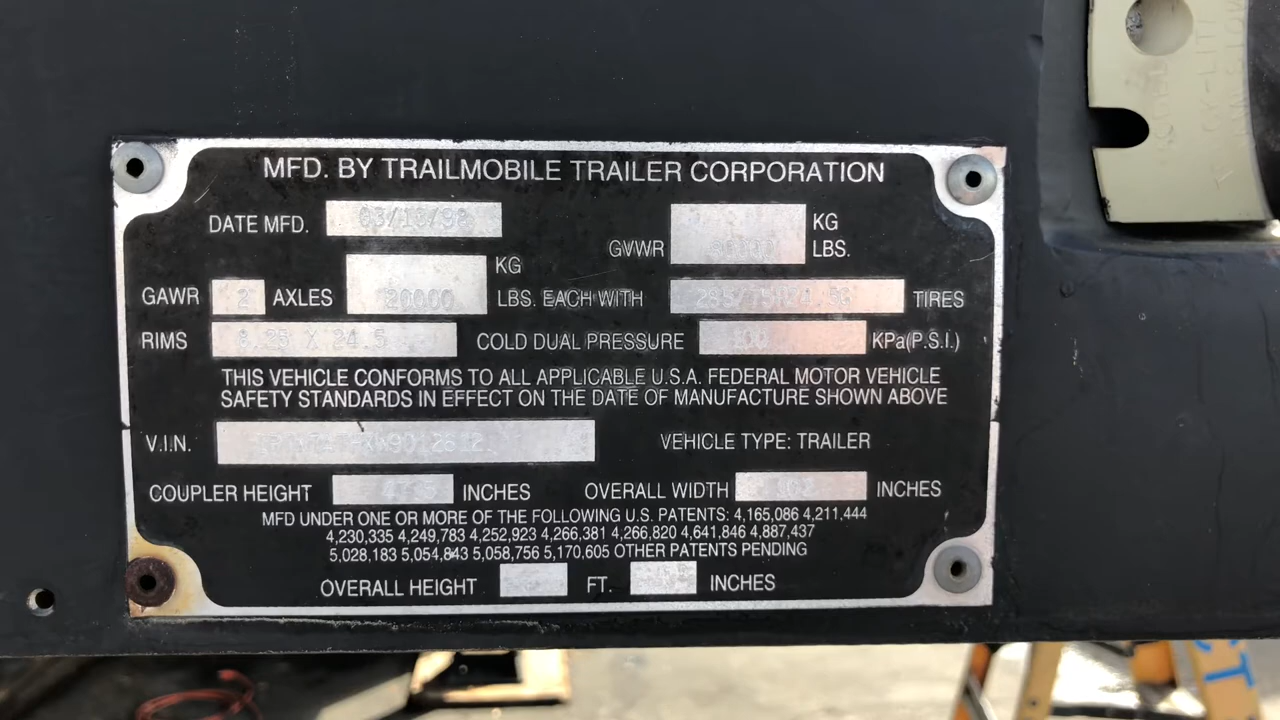 MFD. BY TRAILMOBILE TRAILER CORPORATION
DATE MFD.
KG
GVWR LBS.
KG
GAWR 2 AXLES 20000 LBS. EACH WITH TIRES
RIMS 8.25 X 24.5 COLD DUAL PRESSURE KPa(P.S.I.)
THIS VEHICLE CONFORMS TO ALL APPLICABLE U.S.A. FEDERAL MOTOR VEHICLE
SAFETY STANDARDS IN EFFECT ON THE DATE OF MANUFACTURE SHOWN ABOVE
V.I.N. VEHICLE TYPE: TRAILER
COUPLER HEIGHT INCHES OVERALL WIDTH INCHES
MFD UNDER ONE OR MORE OF THE FOLLOWING U.S. PATENTS: 4,165,086 4,211,444
4,230,335 4,249,783 4,252,923 4,266,381 4,266,820 4,641,846 4,887,437
5,028,183 5,054,843 5,058,756 5,170,605 OTHER PATENTS PENDING
OVERALL HEIGHT FT. INCHES